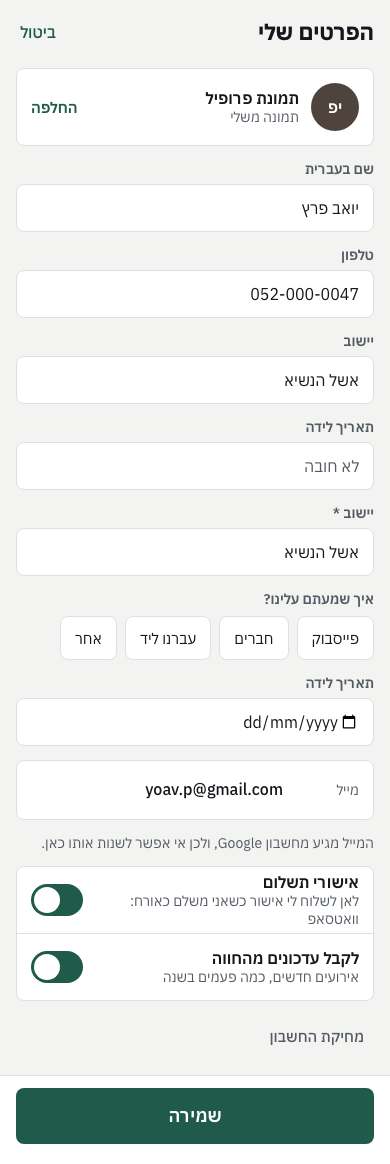 הפרטים שלי
ביטול
יפ
תמונת פרופיל
תמונה משלי
החלפה
שם בעברית
יואב פרץ
טלפון
052-000-0047
יישוב
אשל הנשיא
תאריך לידה
לא חובה
יישוב *
אשל הנשיא
איך שמעתם עלינו?
פייסבוק
חברים
עברנו ליד
אחר
תאריך לידה
dd/mm/yyyy
מייל
yoav.p@gmail.com
המייל מגיע מחשבון Google, ולכן אי אפשר לשנות אותו כאן.
אישורי תשלום
לאן לשלוח לי אישור כשאני משלם כאורח:
וואטסאפ
לקבל עדכונים מהחווה
אירועים חדשים, כמה פעמים בשנה
מחיקת החשבון
שמירה